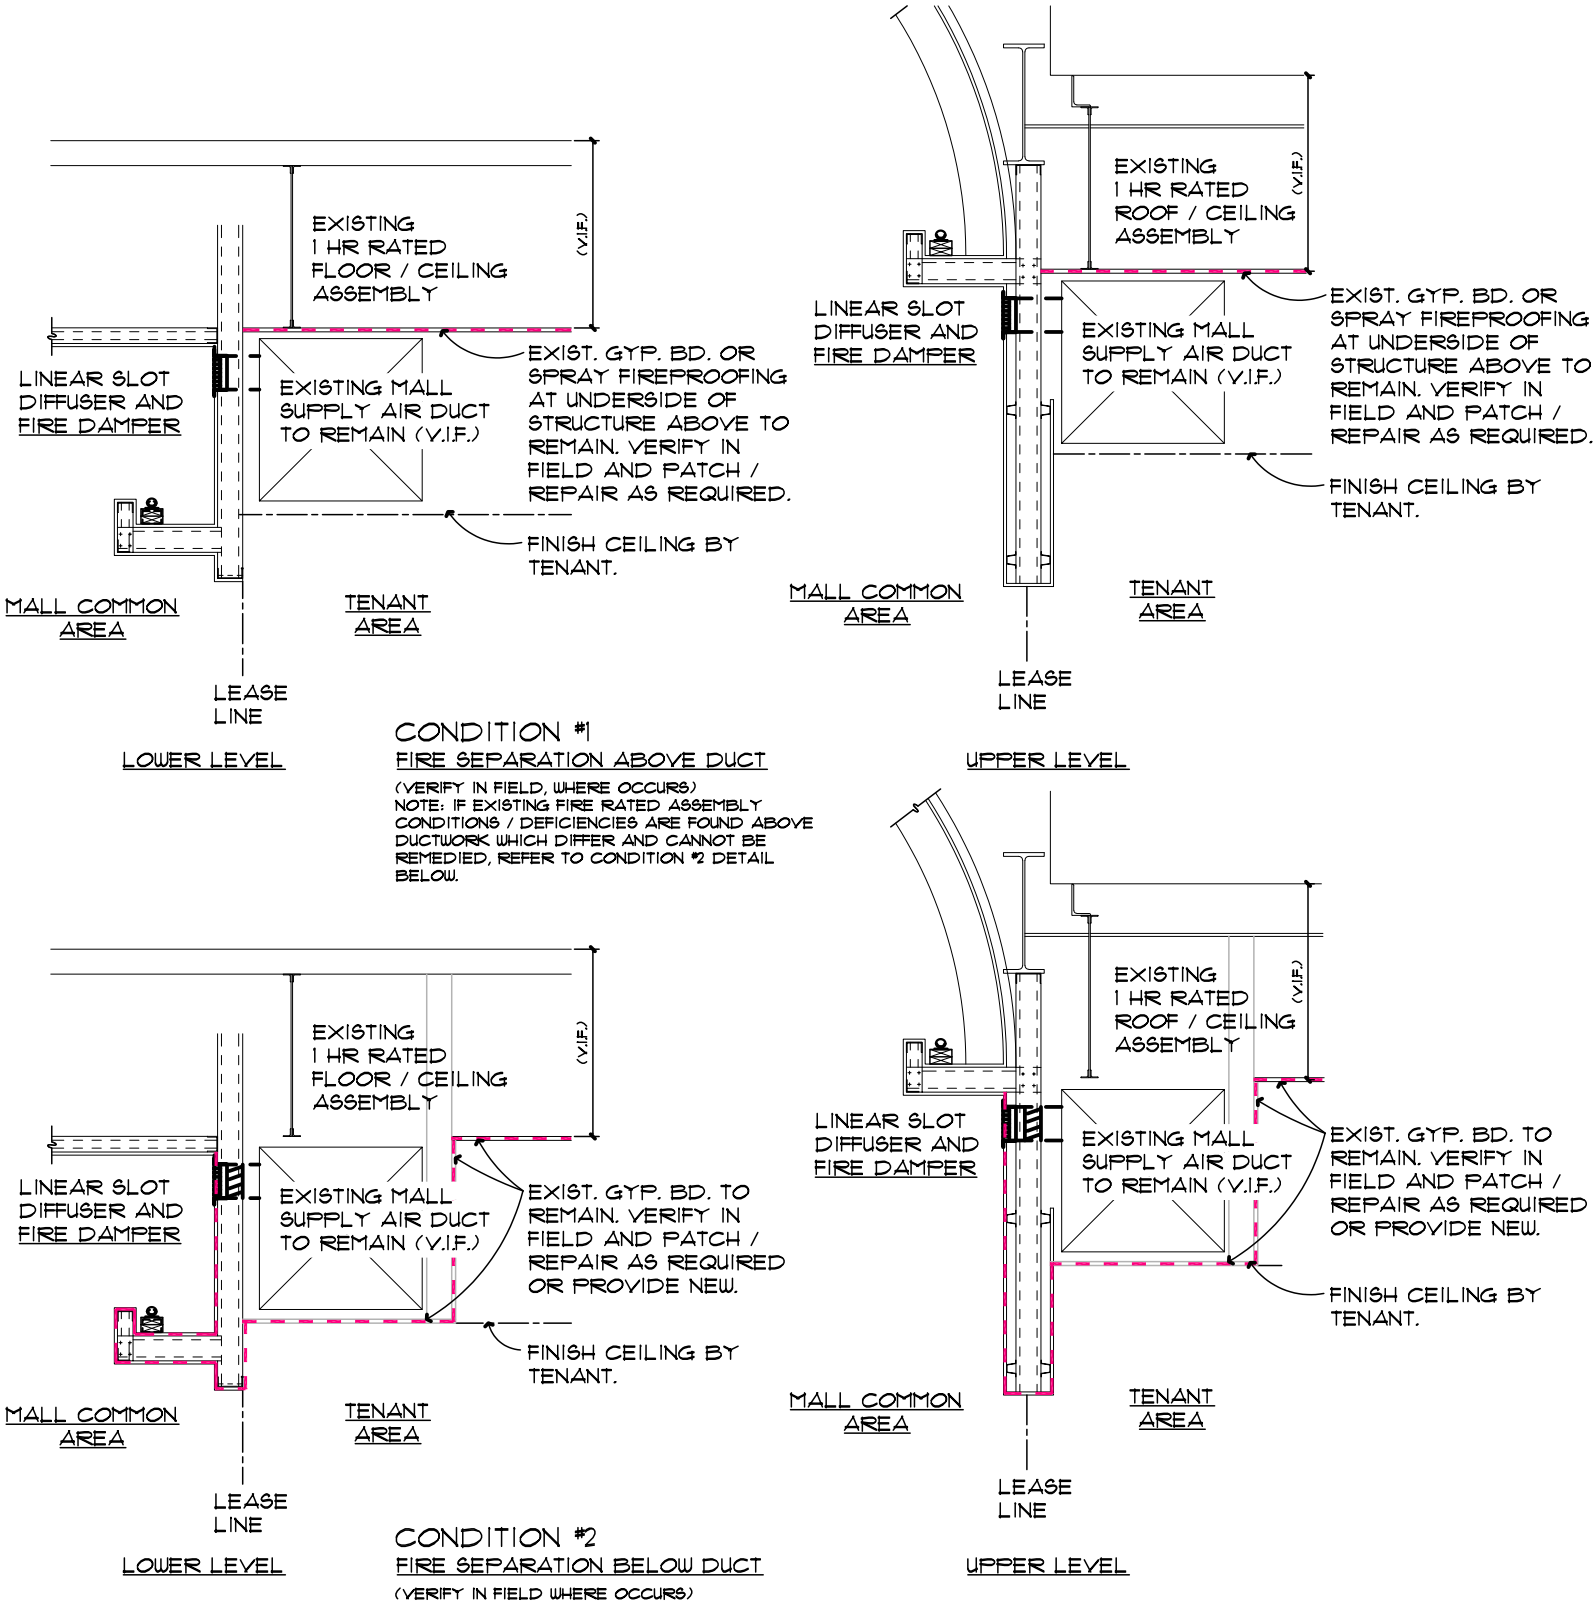 EXISTING
1 HR RATED
FLOOR / CEILING
ASSEMBLY
(V.I.F.)
LINEAR SLOT
DIFFUSER AND
FIRE DAMPER
EXISTING MALL
SUPPLY AIR DUCT
TO REMAIN (V.I.F.)
EXIST. GYP. BD. OR
SPRAY FIREPROOFING
AT UNDERSIDE OF
STRUCTURE ABOVE TO
REMAIN. VERIFY IN
FIELD AND PATCH /
REPAIR AS REQUIRED.
FINISH CEILING BY
TENANT.
MALL COMMON
AREA
TENANT
AREA
LEASE
LINE
LOWER LEVEL
EXISTING
1 HR RATED
ROOF / CEILING
ASSEMBLY
(V.I.F.)
LINEAR SLOT
DIFFUSER AND
FIRE DAMPER
EXISTING MALL
SUPPLY AIR DUCT
TO REMAIN (V.I.F.)
EXIST. GYP. BD. OR
SPRAY FIREPROOFING
AT UNDERSIDE OF
STRUCTURE ABOVE TO
REMAIN. VERIFY IN
FIELD AND PATCH /
REPAIR AS REQUIRED.
FINISH CEILING BY
TENANT.
MALL COMMON
AREA
TENANT
AREA
LEASE
LINE
UPPER LEVEL
CONDITION #1
FIRE SEPARATION ABOVE DUCT
(VERIFY IN FIELD, WHERE OCCURS)
NOTE: IF EXISTING FIRE RATED ASSEMBLY
CONDITIONS / DEFICIENCIES ARE FOUND ABOVE
DUCTWORK WHICH DIFFER AND CANNOT BE
REMEDIED, REFER TO CONDITION #2 DETAIL
BELOW.
EXISTING
1 HR RATED
FLOOR / CEILING
ASSEMBLY
(V.I.F.)
LINEAR SLOT
DIFFUSER AND
FIRE DAMPER
EXISTING MALL
SUPPLY AIR DUCT
TO REMAIN (V.I.F.)
EXIST. GYP. BD. TO
REMAIN. VERIFY IN
FIELD AND PATCH /
REPAIR AS REQUIRED
OR PROVIDE NEW.
FINISH CEILING BY
TENANT.
MALL COMMON
AREA
TENANT
AREA
LEASE
LINE
LOWER LEVEL
EXISTING
1 HR RATED
ROOF / CEILING
ASSEMBLY
(V.I.F.)
LINEAR SLOT
DIFFUSER AND
FIRE DAMPER
EXISTING MALL
SUPPLY AIR DUCT
TO REMAIN (V.I.F.)
EXIST. GYP. BD. TO
REMAIN. VERIFY IN
FIELD AND PATCH /
REPAIR AS REQUIRED
OR PROVIDE NEW.
FINISH CEILING BY
TENANT.
MALL COMMON
AREA
TENANT
AREA
LEASE
LINE
UPPER LEVEL
CONDITION #2
FIRE SEPARATION BELOW DUCT
(VERIFY IN FIELD WHERE OCCURS)